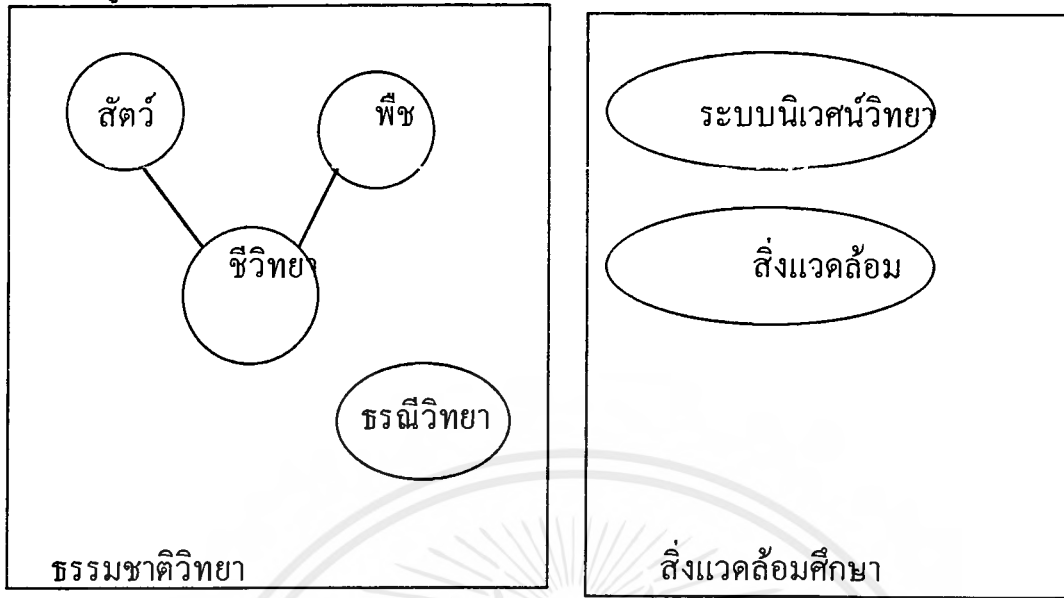 สัตว์
พืช
ชีวิทยา
ธรณีวิทยา
ธรรมชาติวิทยา
ระบบนิเวศน์วิทยา
สิ่งแวดล้อม
สิ่งแวดล้อมศึกษา